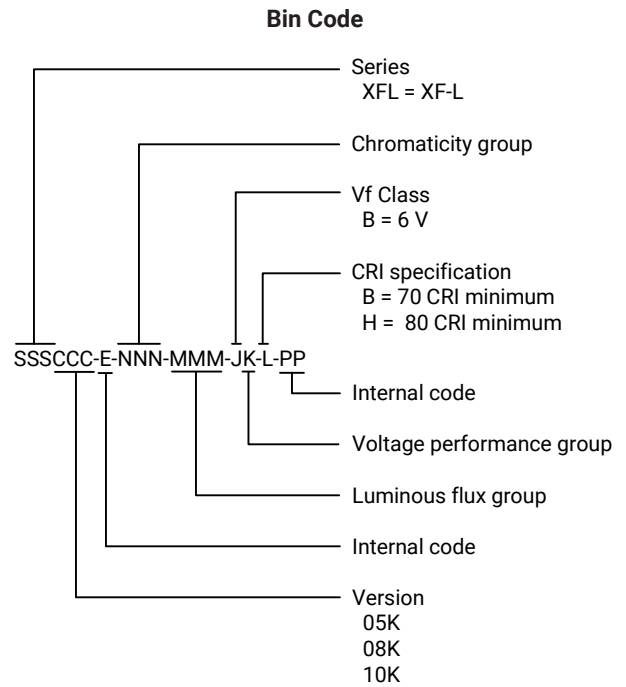 Bin Code
Series
XFL = XF-L
Chromaticity group
Vf Class
B = 6 V
CRI specification
B = 70 CRI minimum
H = 80 CRI minimum
SSSCCC-E-NNN-MMM-JK-L-PP
Internal code
Voltage performance group
Luminous flux group
Internal code
Version
05K
08K
10K